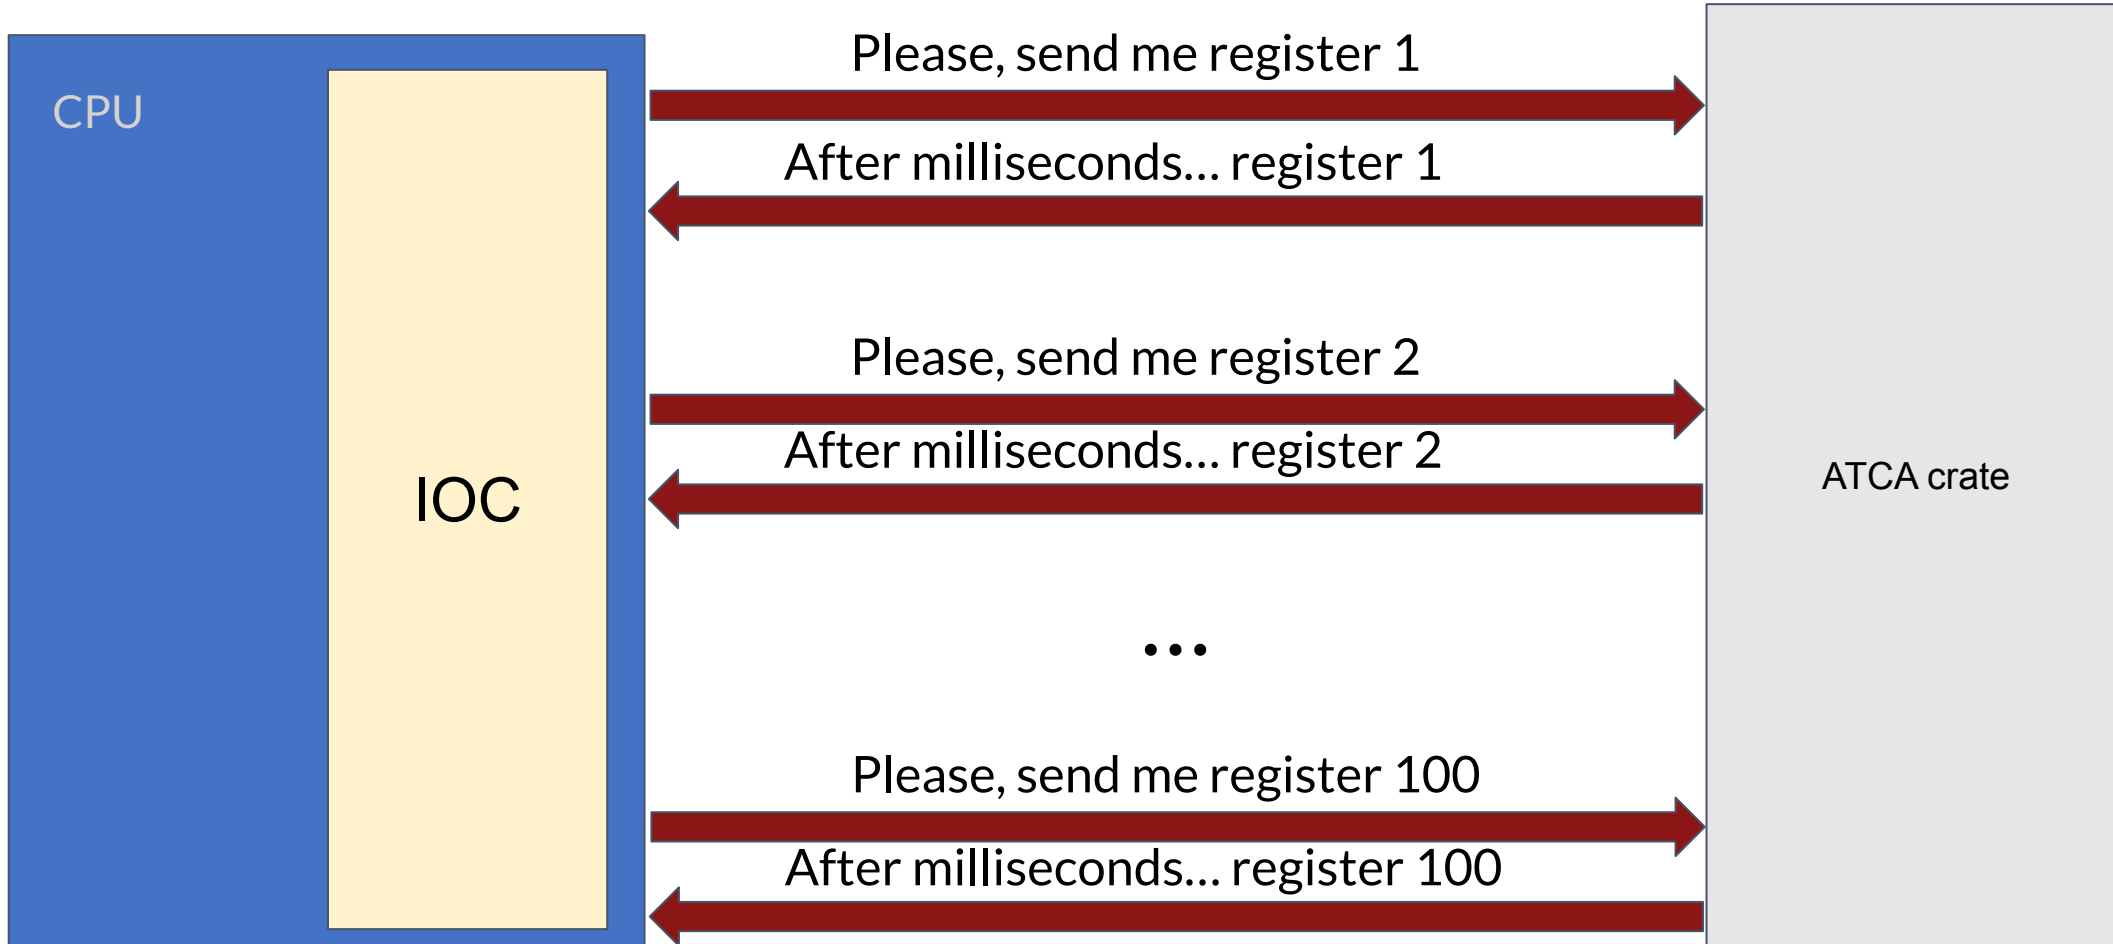 CPU
IOC
Please, send me register 1
After milliseconds... register 1
Please, send me register 2
After milliseconds... register 2
...
Please, send me register 100
After milliseconds... register 100
ATCA crate